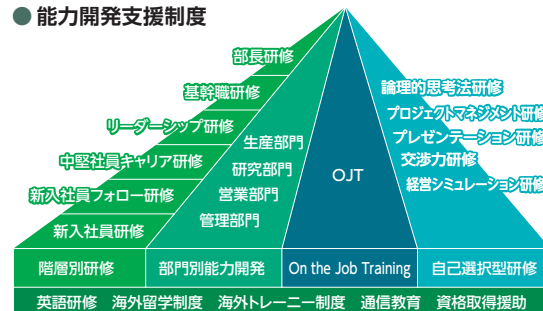 ● 能力開発支援制度
部長研修
基幹職研修
リーダーシップ研修
中堅社員キャリア研修
新入社員フォロー研修
新入社員研修
生産部門
研究部門
営業部門
管理部門
OJT
論理的思考法研修
プロジェクトマネジメント研修
プレゼンテーション研修
交渉力研修
経営シミュレーション研修
階層別研修
部門別能力開発
On the Job Training
自己選択型研修
英語研修 海外留学制度 海外トレーニー制度 通信教育 資格取得援助